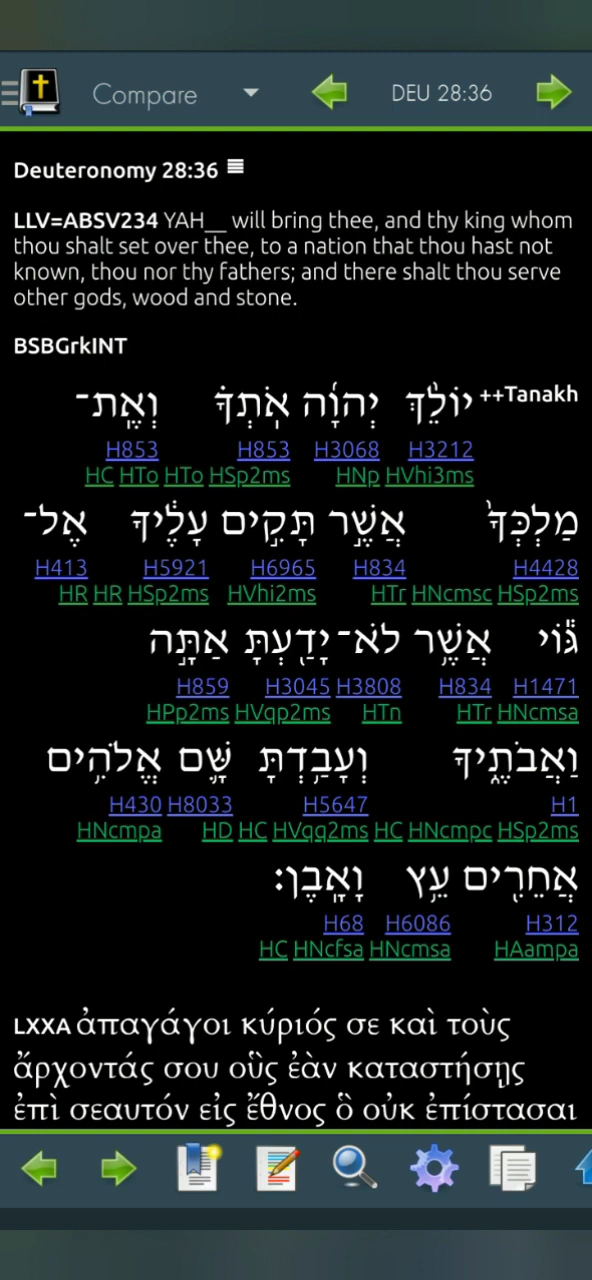 Compare
DEU 28:36
Deuteronomy 28:36
LLV=ABSV234 YAH__ will bring thee, and thy king whom
thou shalt set over thee, to a nation that thou hast not
known, thou nor thy fathers; and there shalt thou serve
other gods, wood and stone.
BSBGrkINT
++Tanakh יוֹלֵ֨ךְ יְהוָ֜ה אֹֽתְךָ֗ וְאֶֽת־
H3212 H3068 H853 H853
HVhi3ms HNp HSp2ms HTo HTo HC
מַלְכְּךָ֙ אֲשֶׁ֣ר תָּקִ֣ים עָלֶ֔יךָ אֶל־
H4428 H834 H6965 H5921 H413
HSp2ms HNcmsc HTr HVhi2ms HSp2ms HR HR
גּ֕וֹי אֲשֶׁ֥ר לֹא־ יָדַ֖עְתָּ אַתָּ֣ה
H1471 H834 H3808 H3045 H859
HNcmsa HTr HTn HVqp2ms HPp2ms
וַאֲבֹתֶ֑יךָ וְעָבַ֥דְתָּ שָּׁ֛ם אֱלֹהִ֥ים
H1 H5647 H8033 H430
HSp2ms HNcmpc HC HVqq2ms HC HD HNcmpa
אֲחֵרִ֖ים עֵ֥ץ וָאָֽבֶן׃
H312 H6086 H68
HAampa HNcmsa HNcfsa HC
LXXA ἀπαγάγοι κύριός σε καὶ τοὺς
ἄρχοντάς σου οὓς ἐὰν καταστήσῃς
ἐπὶ σεαυτόν εἰς ἔθνος ὃ οὐκ ἐπίστασαι